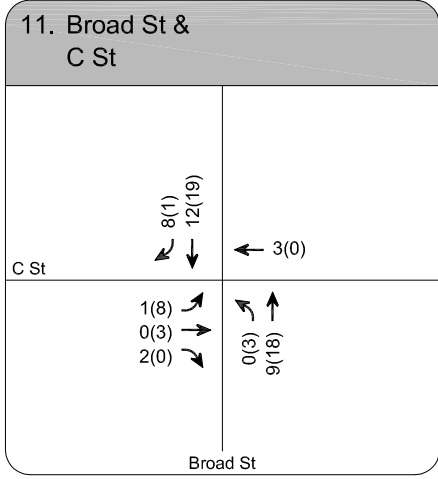 11. Broad St &
C St
8(1)
12(19)
3(0)
C St
1(8)
0(3)
2(0)
0(3)
9(18)
Broad St